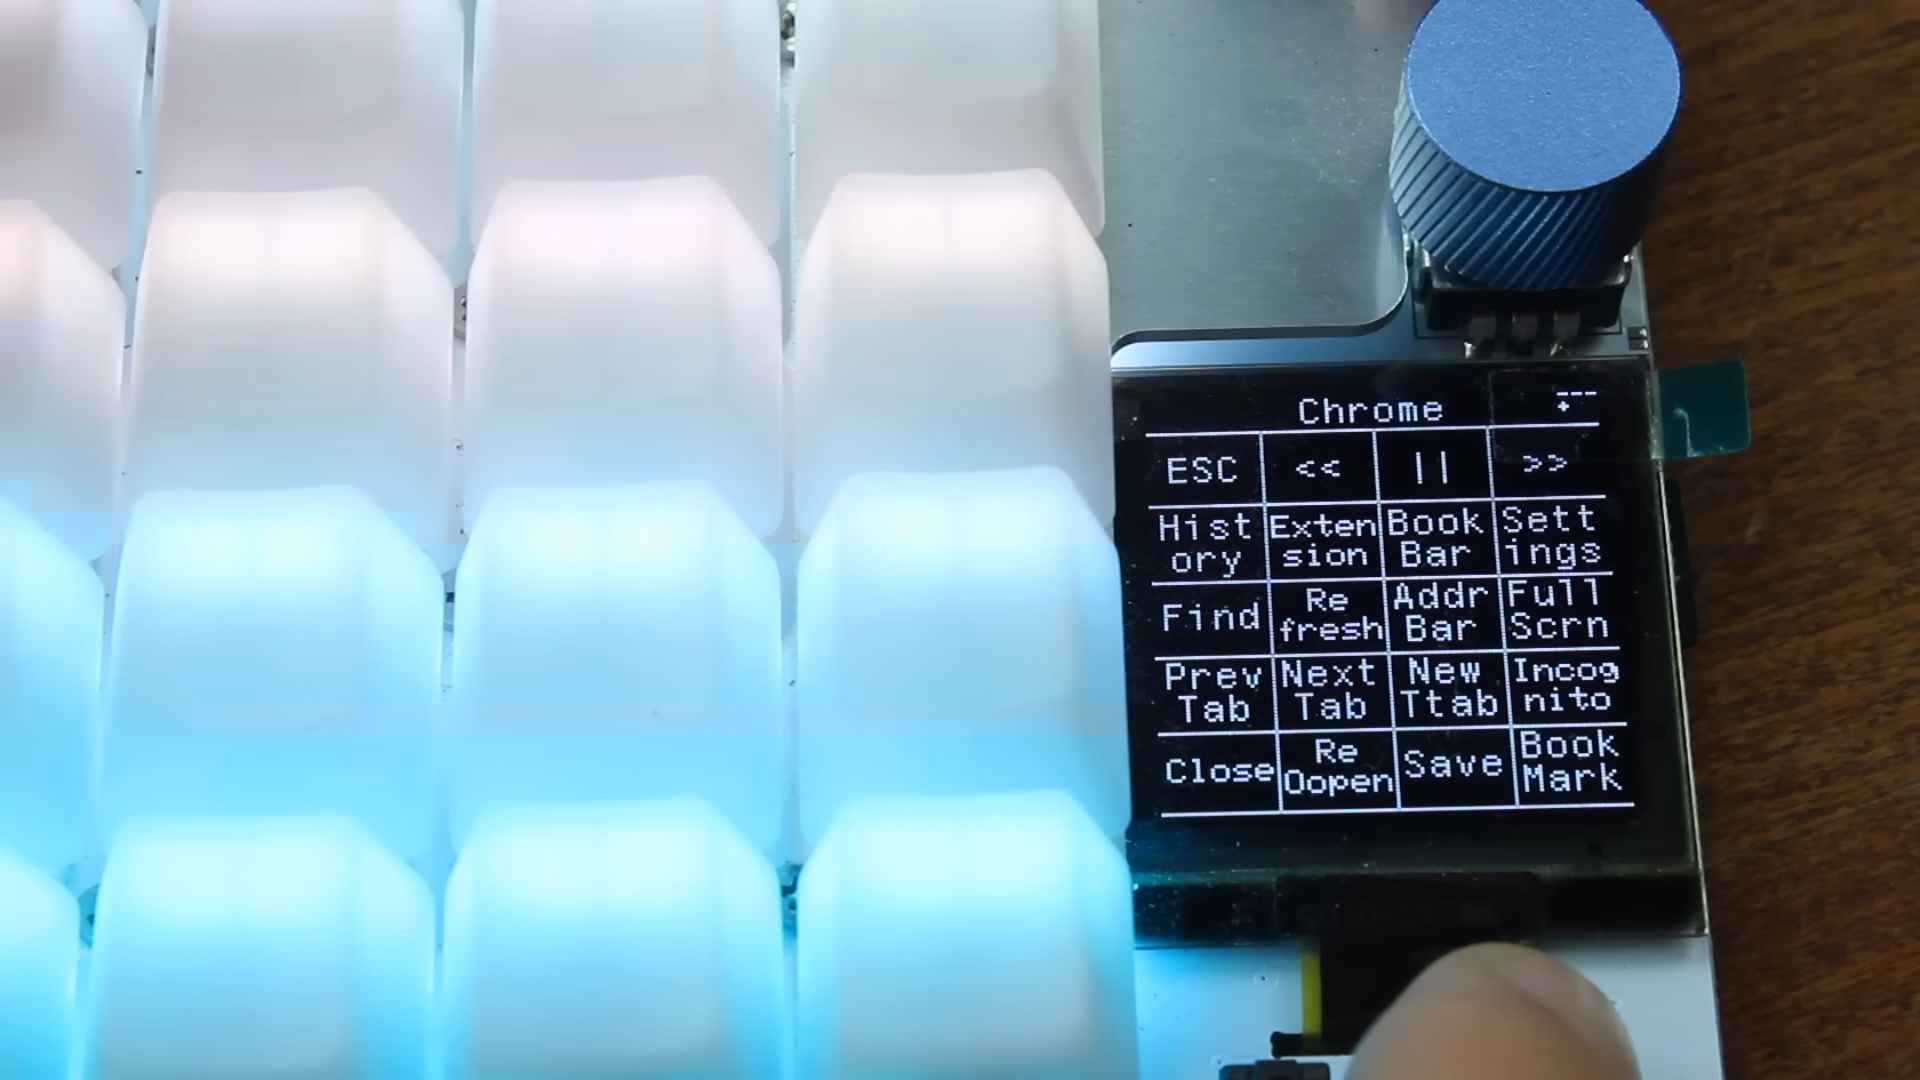 Chrome
ESC << || >>
Hist Exten Book Sett
ory sion Bar ings
Find Re Addr Full
fresh Bar Scrn
Prev Next New Incog
Tab Tab Ttab nito
Close Re Save Book
Oopen Mark